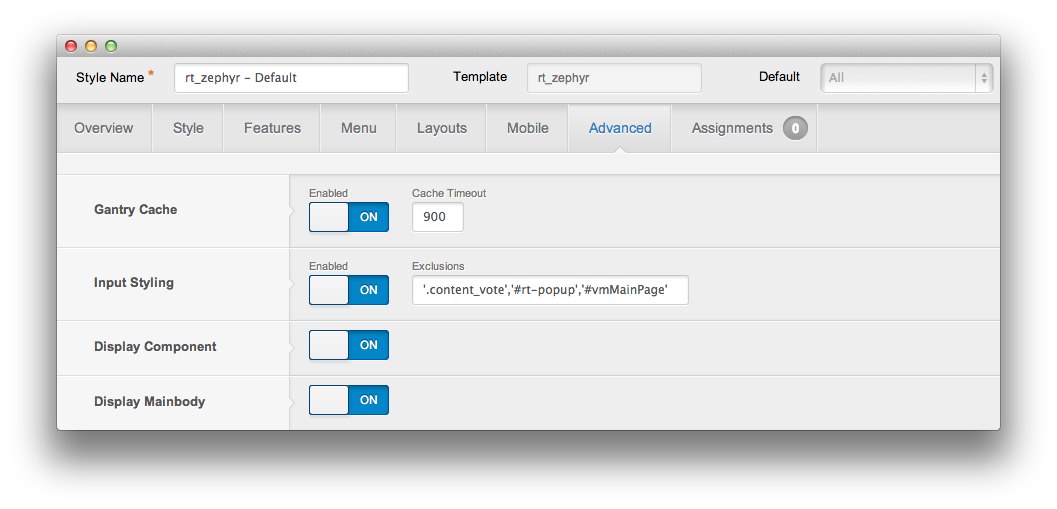 Style Name * rt_zephyr - Default Template rt_zephyr Default All
Overview Style Features Menu Layouts Mobile Advanced Assignments 0
Enabled Cache Timeout
Gantry Cache ON 900
Enabled Exclusions
Input Styling ON '.content_vote','#rt-popup','#vmMainPage'
Display Component ON
Display Mainbody ON